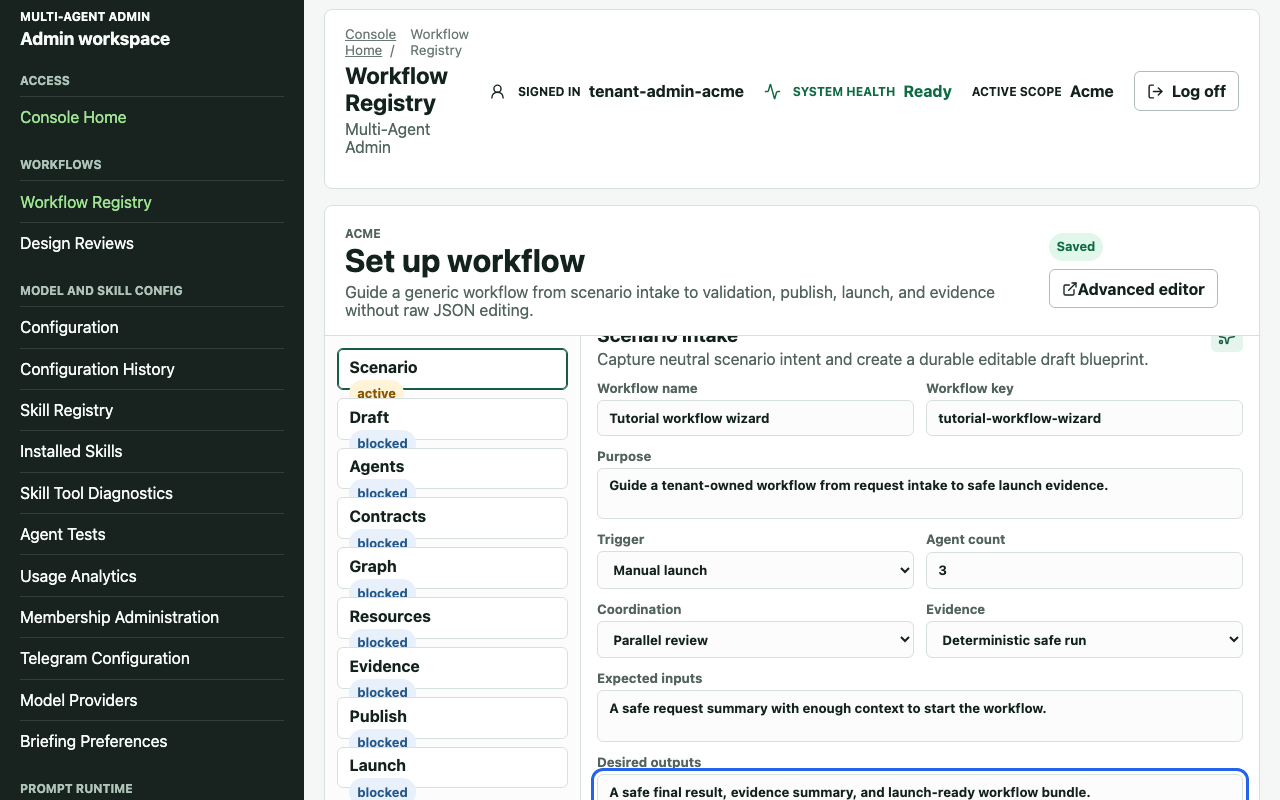 MULTI-AGENT ADMIN
Admin workspace
ACCESS
Console Home
WORKFLOWS
Workflow Registry
Design Reviews
MODEL AND SKILL CONFIG
Configuration
Configuration History
Skill Registry
Installed Skills
Skill Tool Diagnostics
Agent Tests
Usage Analytics
Membership Administration
Telegram Configuration
Model Providers
Briefing Preferences
PROMPT RUNTIME
Console Home / Workflow Registry
Workflow Registry
Multi-Agent Admin
SIGNED IN tenant-admin-acme
SYSTEM HEALTH Ready
ACTIVE SCOPE Acme
Log off
ACME
Set up workflow
Guide a generic workflow from scenario intake to validation, publish, launch, and evidence
without raw JSON editing.
Saved
Advanced editor
Scenario
active
Draft
blocked
Agents
blocked
Contracts
blocked
Graph
blocked
Resources
blocked
Evidence
blocked
Publish
blocked
Launch
blocked
Scenario intake
Capture neutral scenario intent and create a durable editable draft blueprint.
Workflow name
Tutorial workflow wizard
Workflow key
tutorial-workflow-wizard
Purpose
Guide a tenant-owned workflow from request intake to safe launch evidence.
Trigger
Manual launch
Agent count
3
Coordination
Parallel review
Evidence
Deterministic safe run
Expected inputs
A safe request summary with enough context to start the workflow.
Desired outputs
A safe final result, evidence summary, and launch-ready workflow bundle.